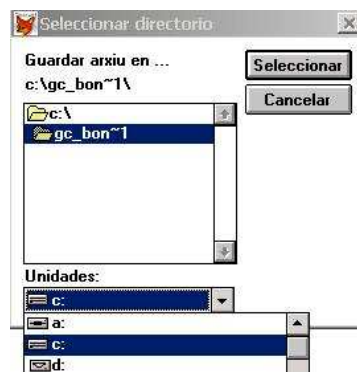 Seleccionar directorio
Guardar arxiu en ...
Seleccionar
c:\gc_bon~1\
Cancelar
c:\
gc_bon~1
Unidades:
c:
a:
c:
d: